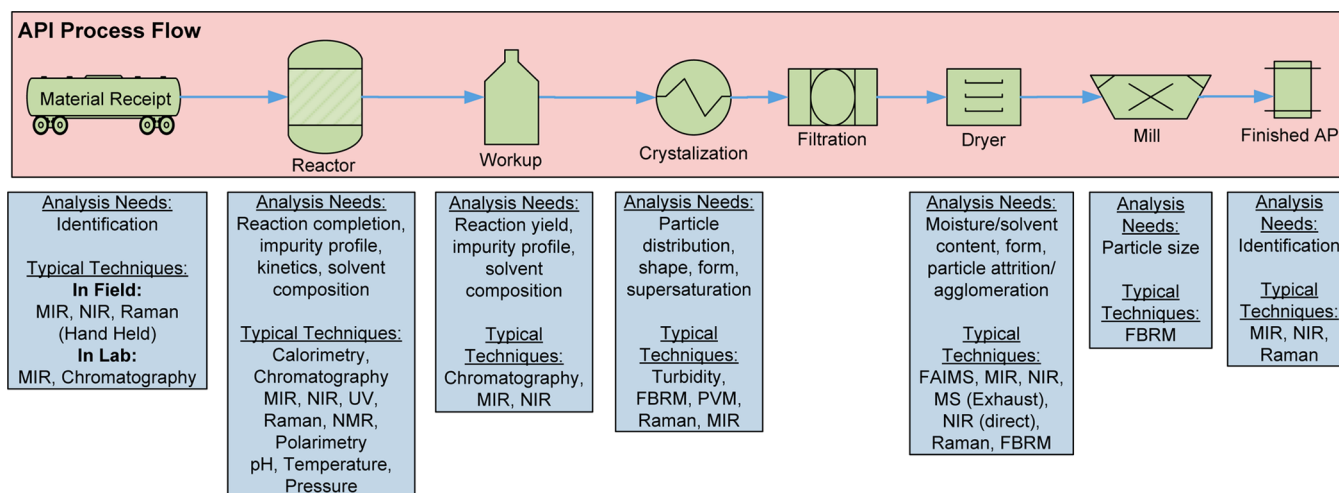 API Process Flow
Material Receipt
Reactor
Workup
Crystalization
Filtration
Dryer
Mill
Finished AP
Analysis Needs:
Identification
Typical Techniques:
In Field:
MIR, NIR, Raman
(Hand Held)
In Lab:
MIR, Chromatography
Analysis Needs:
Reaction completion,
impurity profile,
kinetics, solvent
composition
Typical Techniques:
Calorimetry,
Chromatography
MIR, NIR, UV,
Raman, NMR,
Polarimetry
pH, Temperature,
Pressure
Analysis Needs:
Reaction yield,
impurity profile,
solvent
composition
Typical
Techniques:
Chromatography,
MIR, NIR
Analysis Needs:
Particle
distribution,
shape, form,
supersaturation
Typical
Techniques:
Turbidity,
FBRM, PVM,
Raman, MIR
Analysis Needs:
Moisture/solvent
content, form,
particle attrition/
agglomeration
Typical
Techniques:
FAIMS, MIR, NIR,
MS (Exhaust),
NIR (direct),
Raman, FBRM
Analysis
Needs:
Particle size
Typical
Techniques:
FBRM
Analysis
Needs:
Identification
Typical
Techniques:
MIR, NIR,
Raman